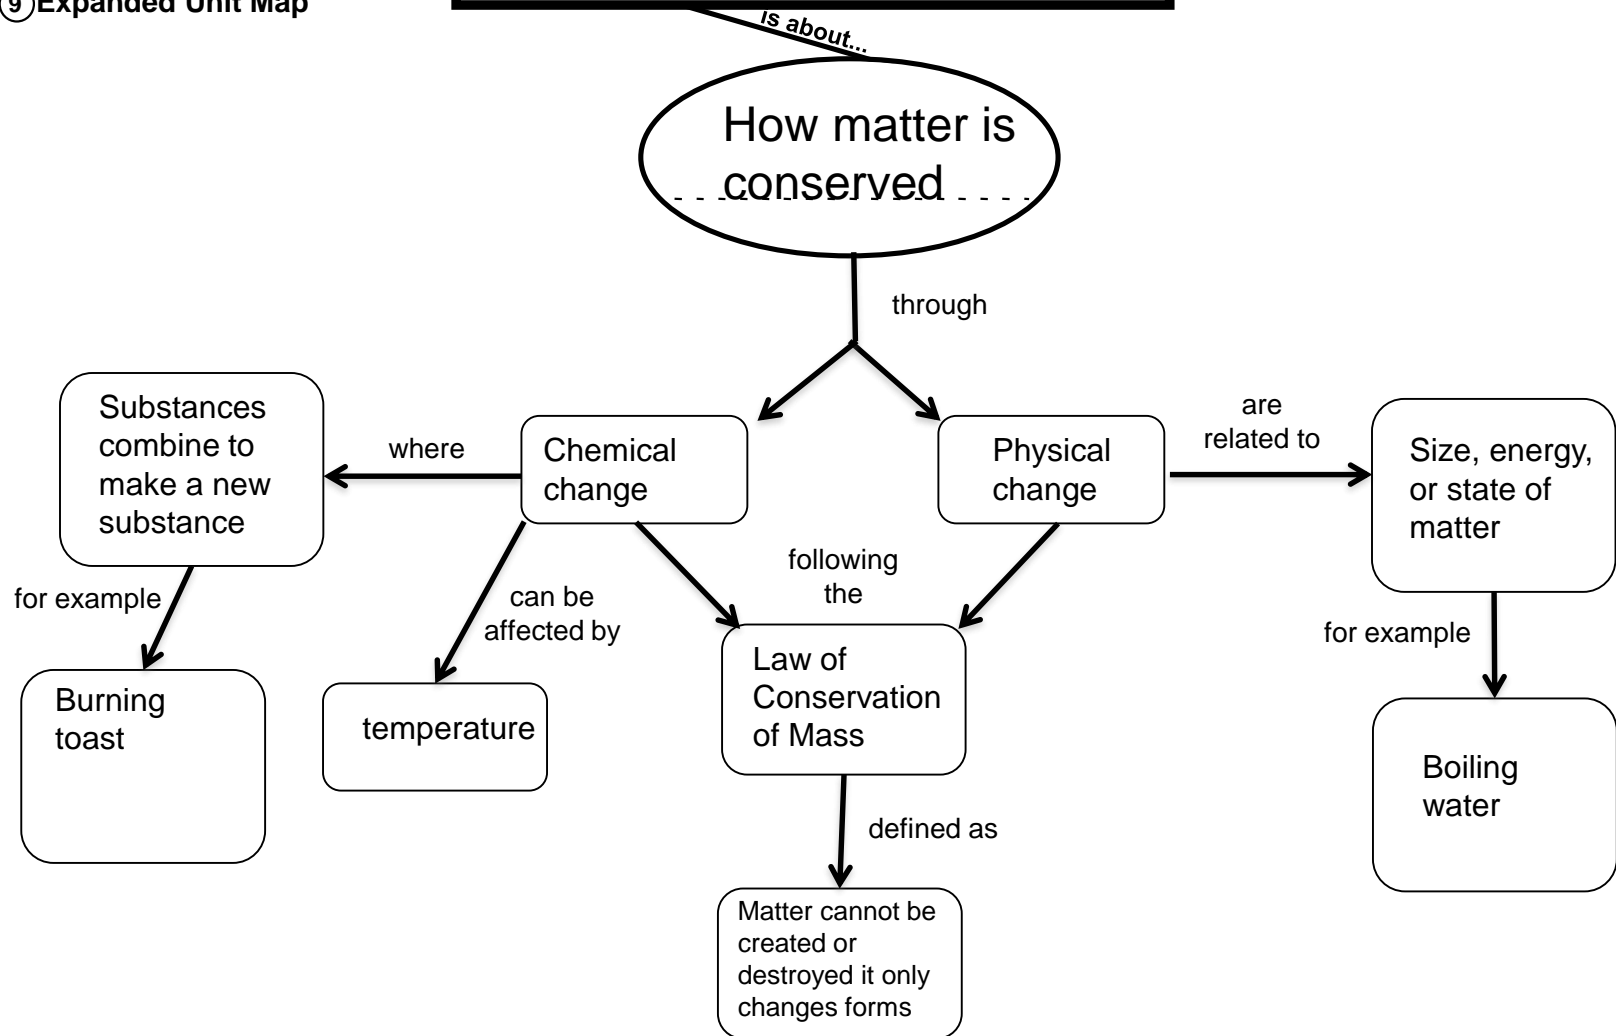 9 Expanded Unit Map
is about...
How matter is
conserved
through
Substances
combine to
make a new
substance
where
Chemical
change
Physical
change
are
related to
Size, energy,
or state of
matter
for example
can be
affected by
following
the
for example
Burning
toast
temperature
Law of
Conservation
of Mass
Boiling
water
defined as
Matter cannot be
created or
destroyed it only
changes forms